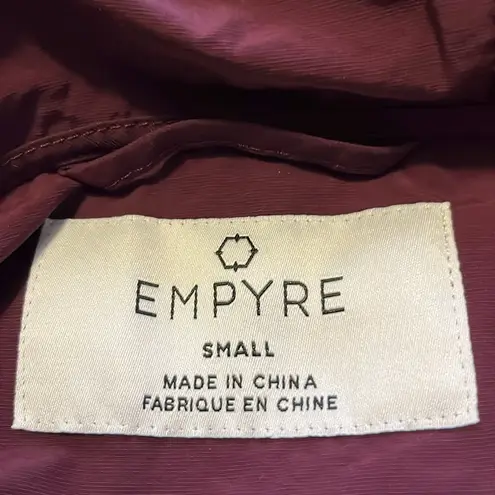 EMPYRE
SMALL
MADE IN CHINA
FABRIQUE EN CHINE